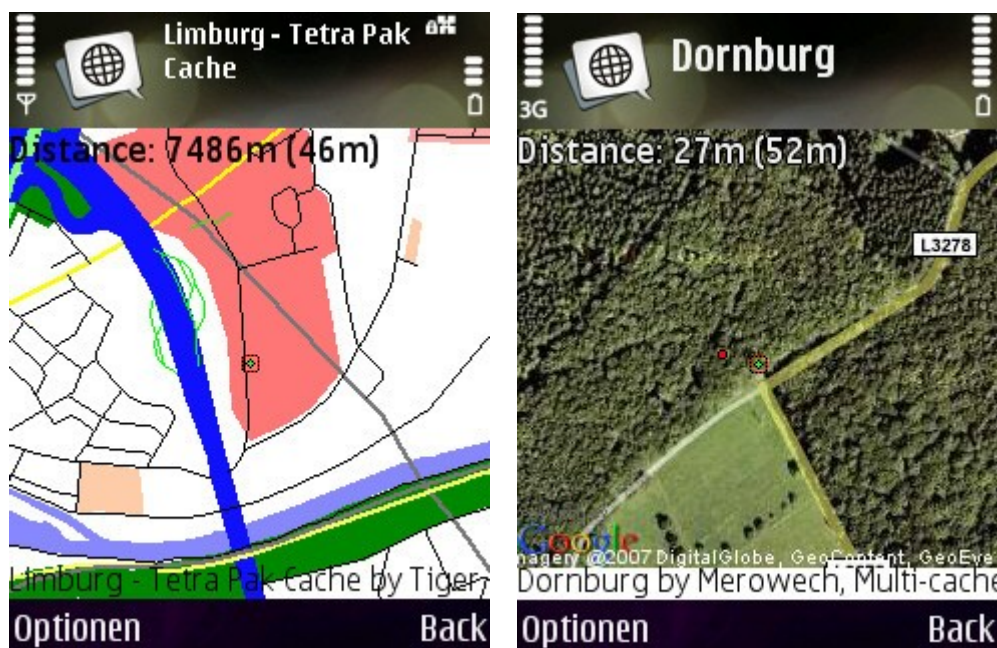 Limburg - Tetra Pak
Cache
Distance: 7486m (46m)
Limburg - Tetra Pak Cache by Tiger
Optionen
Back
Dornburg
3G
Distance: 27m (52m)
L3278
Google
magery ©2007 DigitalGlobe, GeoContent, GeoEye
Dornburg by Merowech, Multi-cache
Optionen
Back